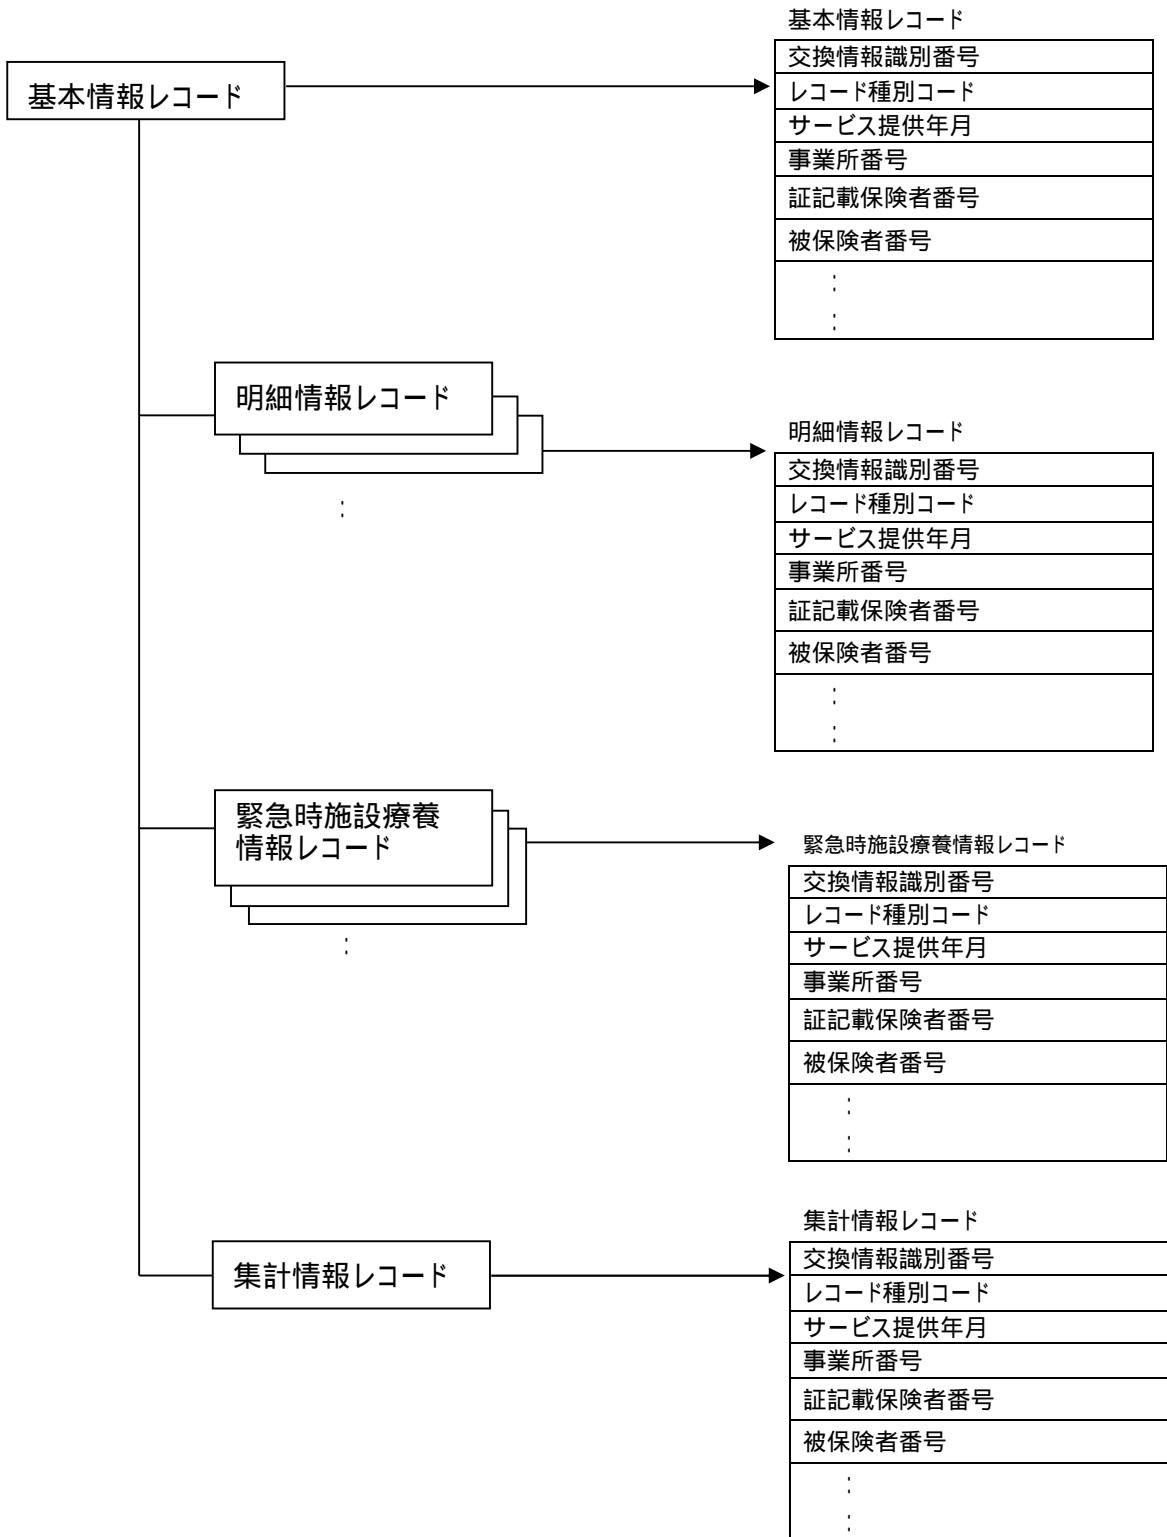 基本情報レコード
基本情報レコード
交換情報識別番号
レコード種別コード
サービス提供年月
事業所番号
証記載保険者番号
被保険者番号
:
:
明細情報レコード
:
明細情報レコード
交換情報識別番号
レコード種別コード
サービス提供年月
事業所番号
証記載保険者番号
被保険者番号
:
:
緊急時施設療養
情報レコード
:
緊急時施設療養情報レコード
交換情報識別番号
レコード種別コード
サービス提供年月
事業所番号
証記載保険者番号
被保険者番号
:
:
集計情報レコード
集計情報レコード
交換情報識別番号
レコード種別コード
サービス提供年月
事業所番号
証記載保険者番号
被保険者番号
:
: